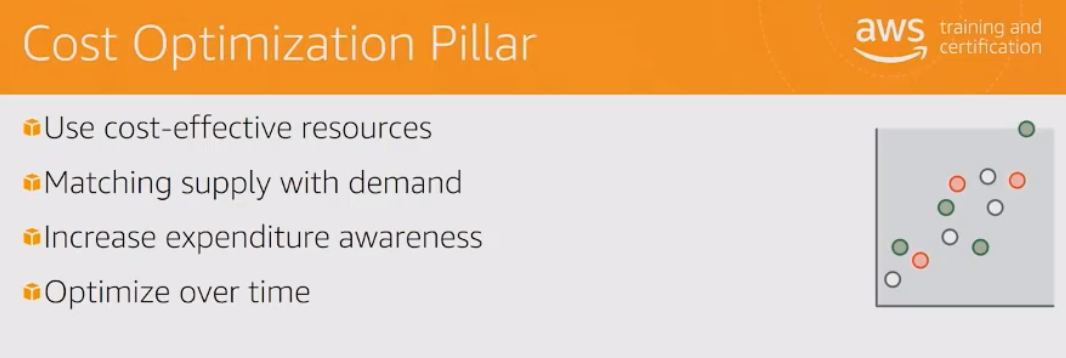 Cost Optimization Pillar
aws training and
certification
Use cost-effective resources
Matching supply with demand
Increase expenditure awareness
Optimize over time